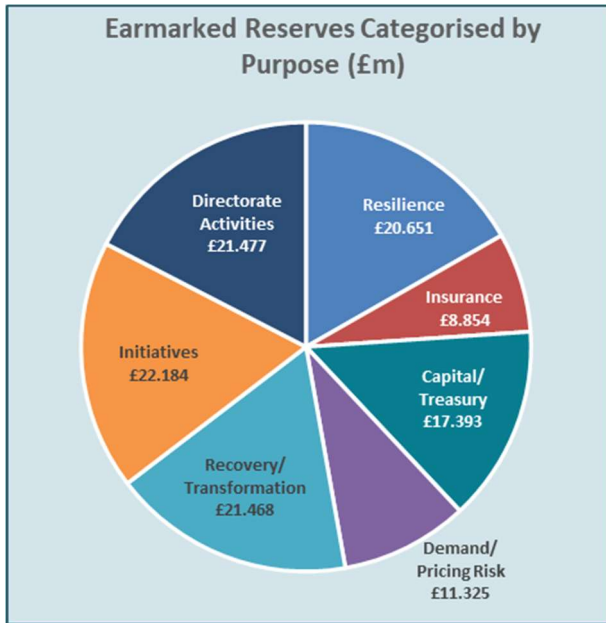 Earmarked Reserves Categorised by
Purpose (£m)
Directorate
Activities
£21.477
Resilience
£20.651
Insurance
£8.854
Initiatives
£22.184
Capital/
Treasury
£17.393
Recovery/
Transformation
£21.468
Demand/
Pricing Risk
£11.325